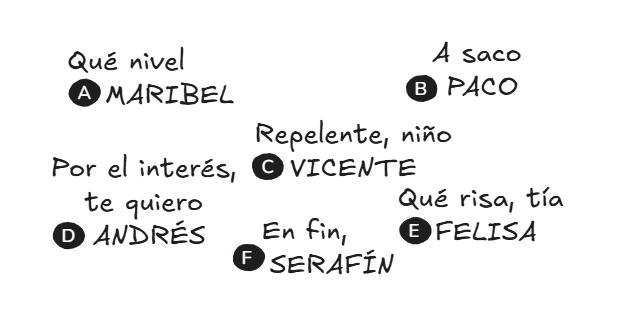 Qué nivel
A MARIBEL
A saco
B PACO
Repelente, niño
C VICENTE
Por el interés,
te quiero
D ANDRÉS
Qué risa, tía
E FELISA
En fin,
F SERAFÍN